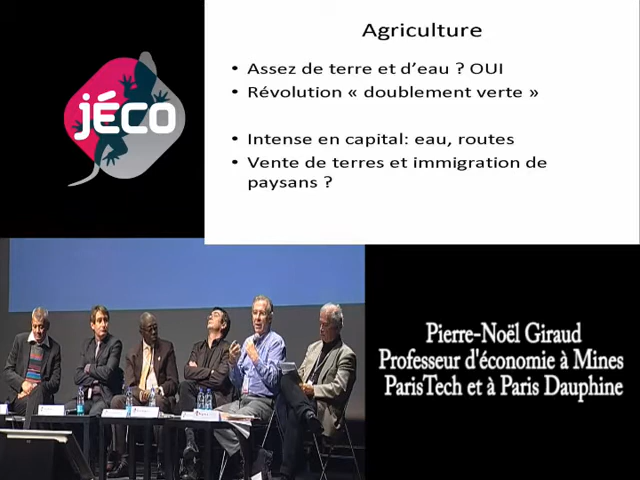 jéco
Agriculture
• Assez de terre et d’eau ? OUI
• Révolution « doublement verte »
• Intense en capital: eau, routes
• Vente de terres et immigration de
paysans ?
Pierre-Noël Giraud
Professeur d'économie à Mines
ParisTech et à Paris Dauphine